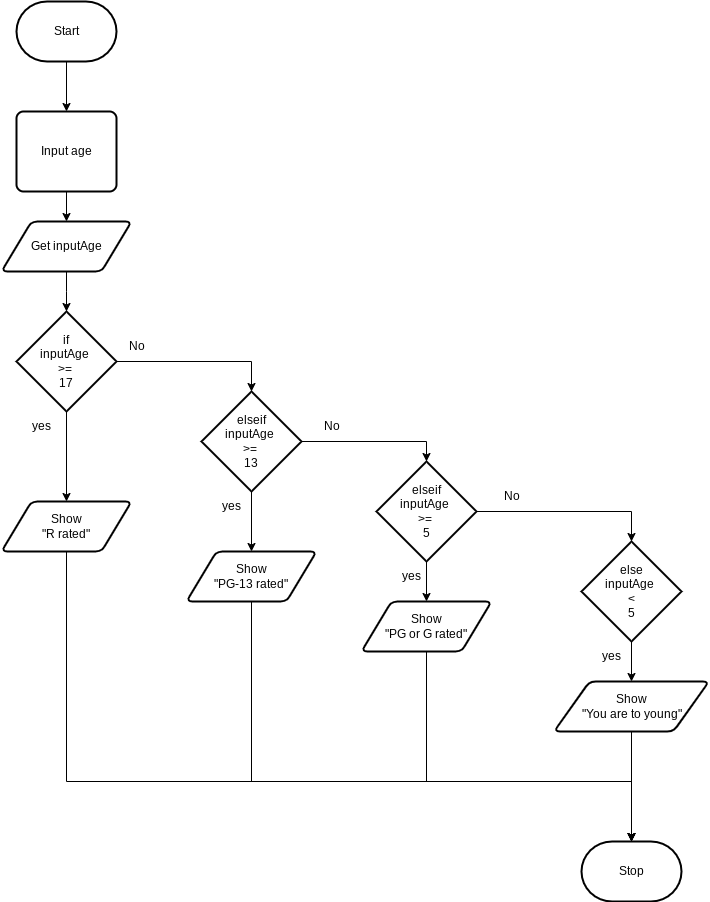 Start
Input age
Get inputAge
if
inputAge
>=
17
No
yes
Show
"R rated"
elseif
inputAge
>=
13
No
yes
Show
"PG-13 rated"
elseif
inputAge
>=
5
No
yes
Show
"PG or G rated"
else
inputAge
<
5
yes
Show
"You are to young"
Stop